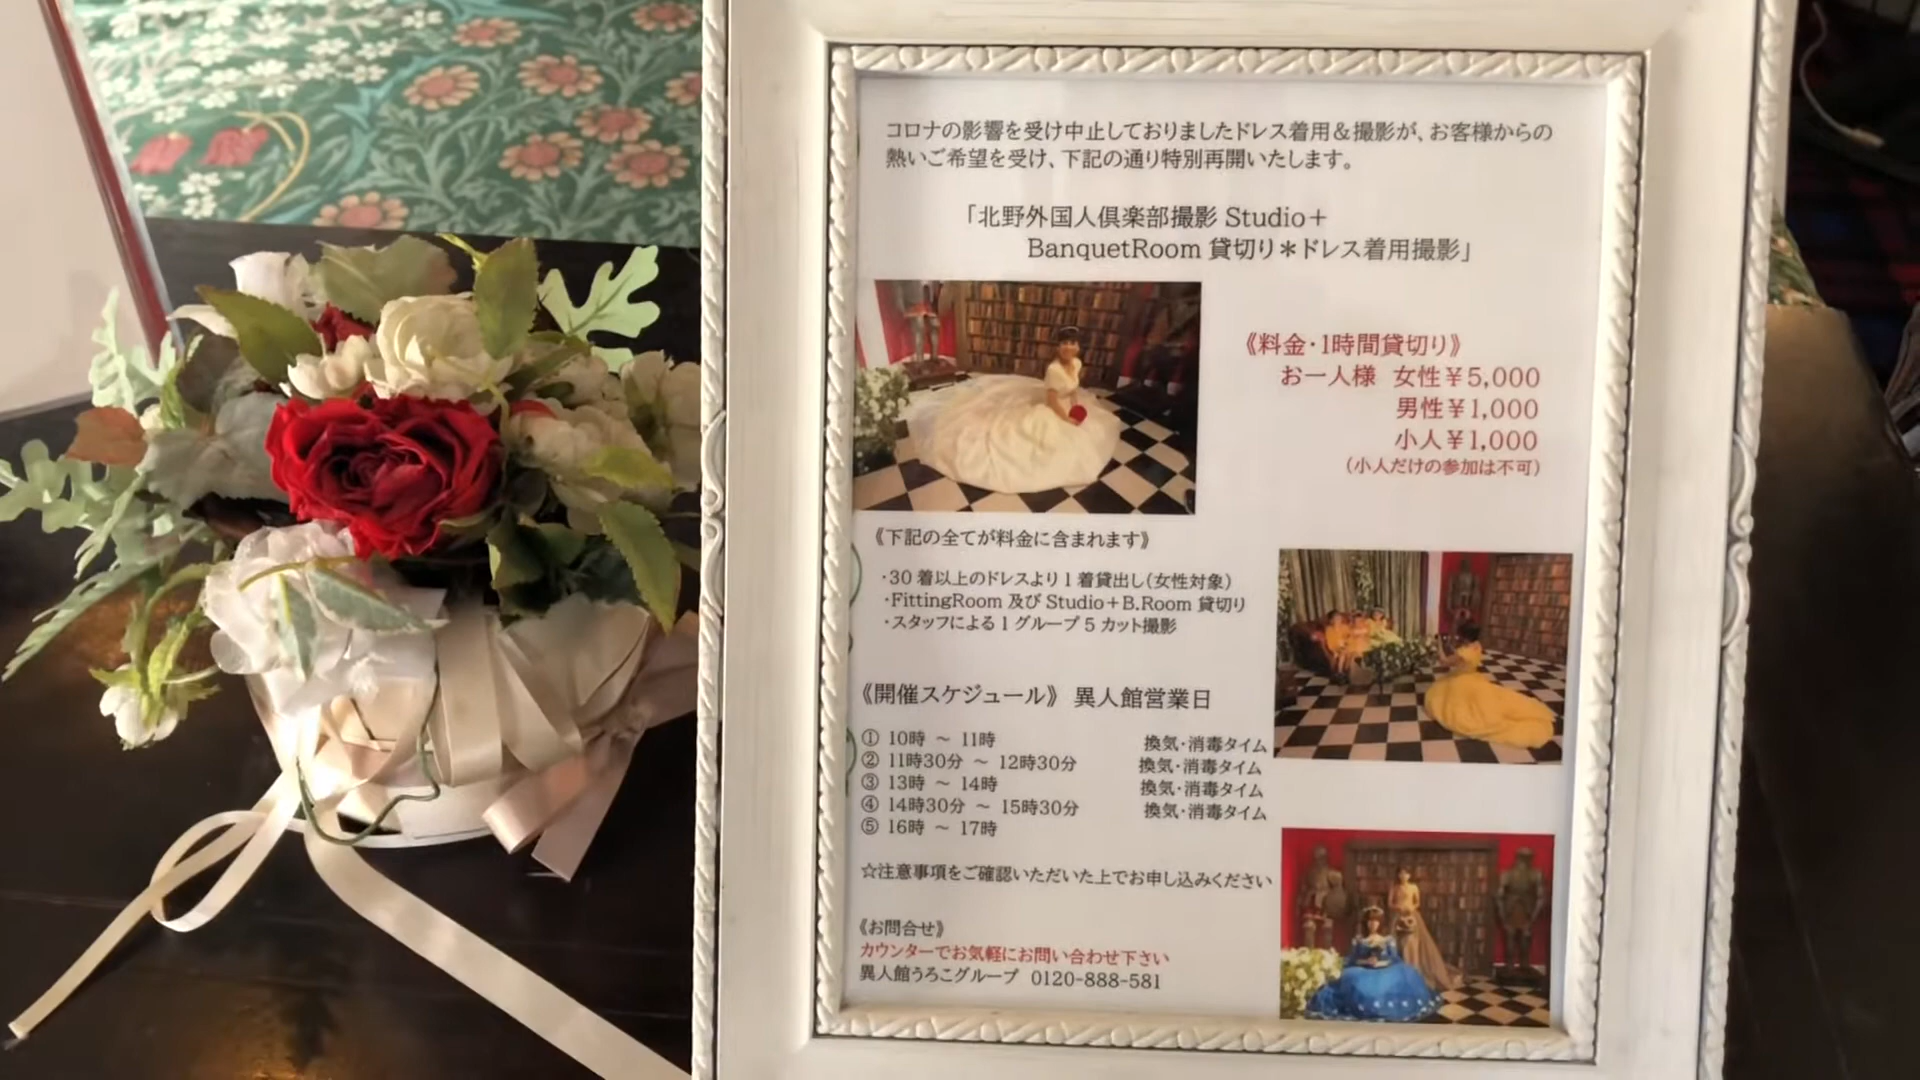 コロナの影響を受け中止しておりましたドレス着用＆撮影が、お客様からの
熱いご希望を受け、下記の通り特別再開いたします。
「北野外国人倶楽部撮影 Studio＋
BanquetRoom 貸切り＊ドレス着用撮影」
《料金・1時間貸切り》
お一人様 女性￥5,000
男性￥1,000
小人￥1,000
（小人だけの参加は不可）
《下記の全てが料金に含まれます》
・30 着以上のドレスより 1 着貸出し（女性対象）
・FittingRoom 及び Studio＋B.Room 貸切り
・スタッフによる 1 グループ 5 カット撮影
《開催スケジュール》 異人館営業日
① 10時 ～ 11時 換気・消毒タイム
② 11時30分 ～ 12時30分 換気・消毒タイム
③ 13時 ～ 14時 換気・消毒タイム
④ 14時30分 ～ 15時30分 換気・消毒タイム
⑤ 16時 ～ 17時
☆注意事項をご確認いただいた上でお申し込みください
《お問合せ》
カウンターでお気軽にお問い合わせ下さい
異人館うろこグループ 0120-888-581